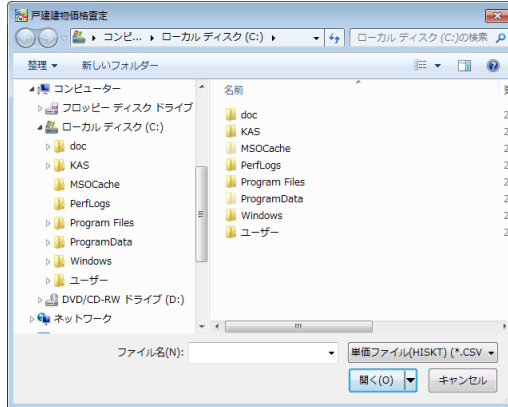 戸建建物価格査定
コンピ... ローカル ディスク (C:) ローカル ディスク (C:)の検索
整理 新しいフォルダー
コンピューター
フロッピー ディスク ドライブ
ローカル ディスク (C:)
doc
KAS
MSOCache
PerfLogs
Program Files
ProgramData
Windows
ユーザー
DVD/CD-RW ドライブ (D:)
ネットワーク
名前
doc
KAS
MSOCache
PerfLogs
Program Files
ProgramData
Windows
ユーザー
ファイル名(N): 単価ファイル(HISKT) (*.CSV
開く(O) キャンセル